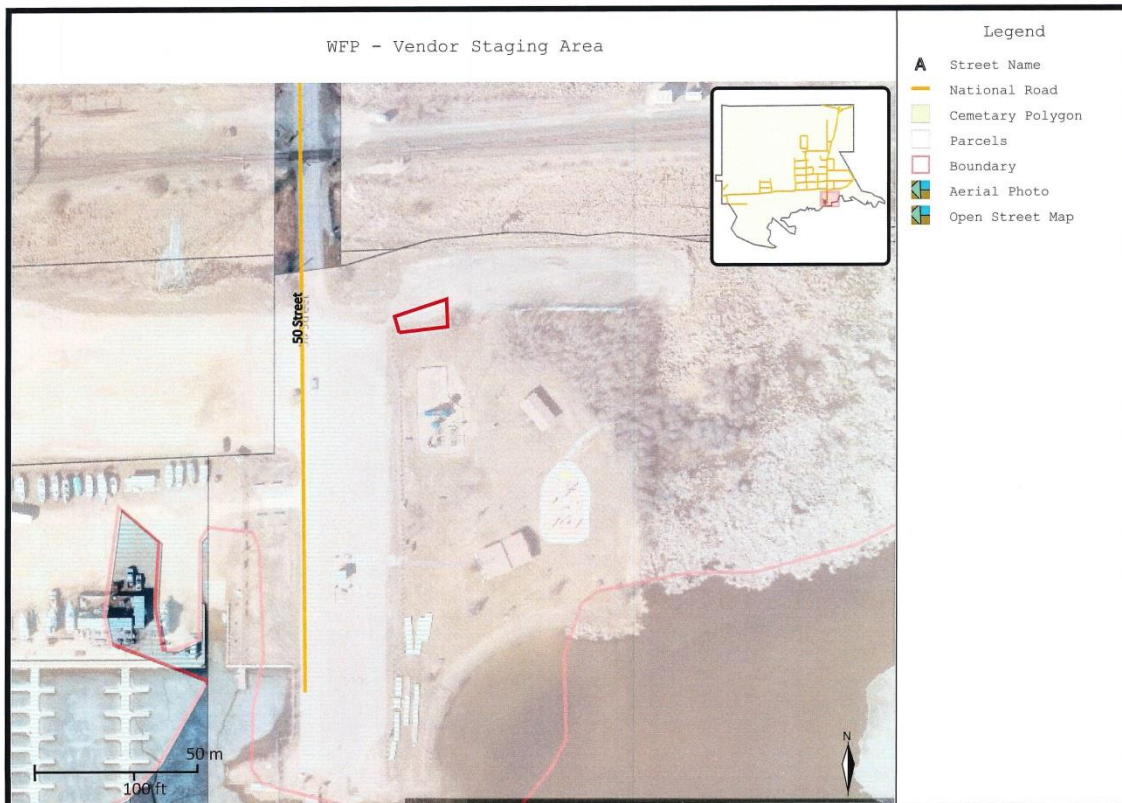 WFP - Vendor Staging Area
Legend
A Street Name
National Road
Cemetary Polygon
Parcels
Boundary
Aerial Photo
Open Street Map
50 Street
N
50 m
100 ft